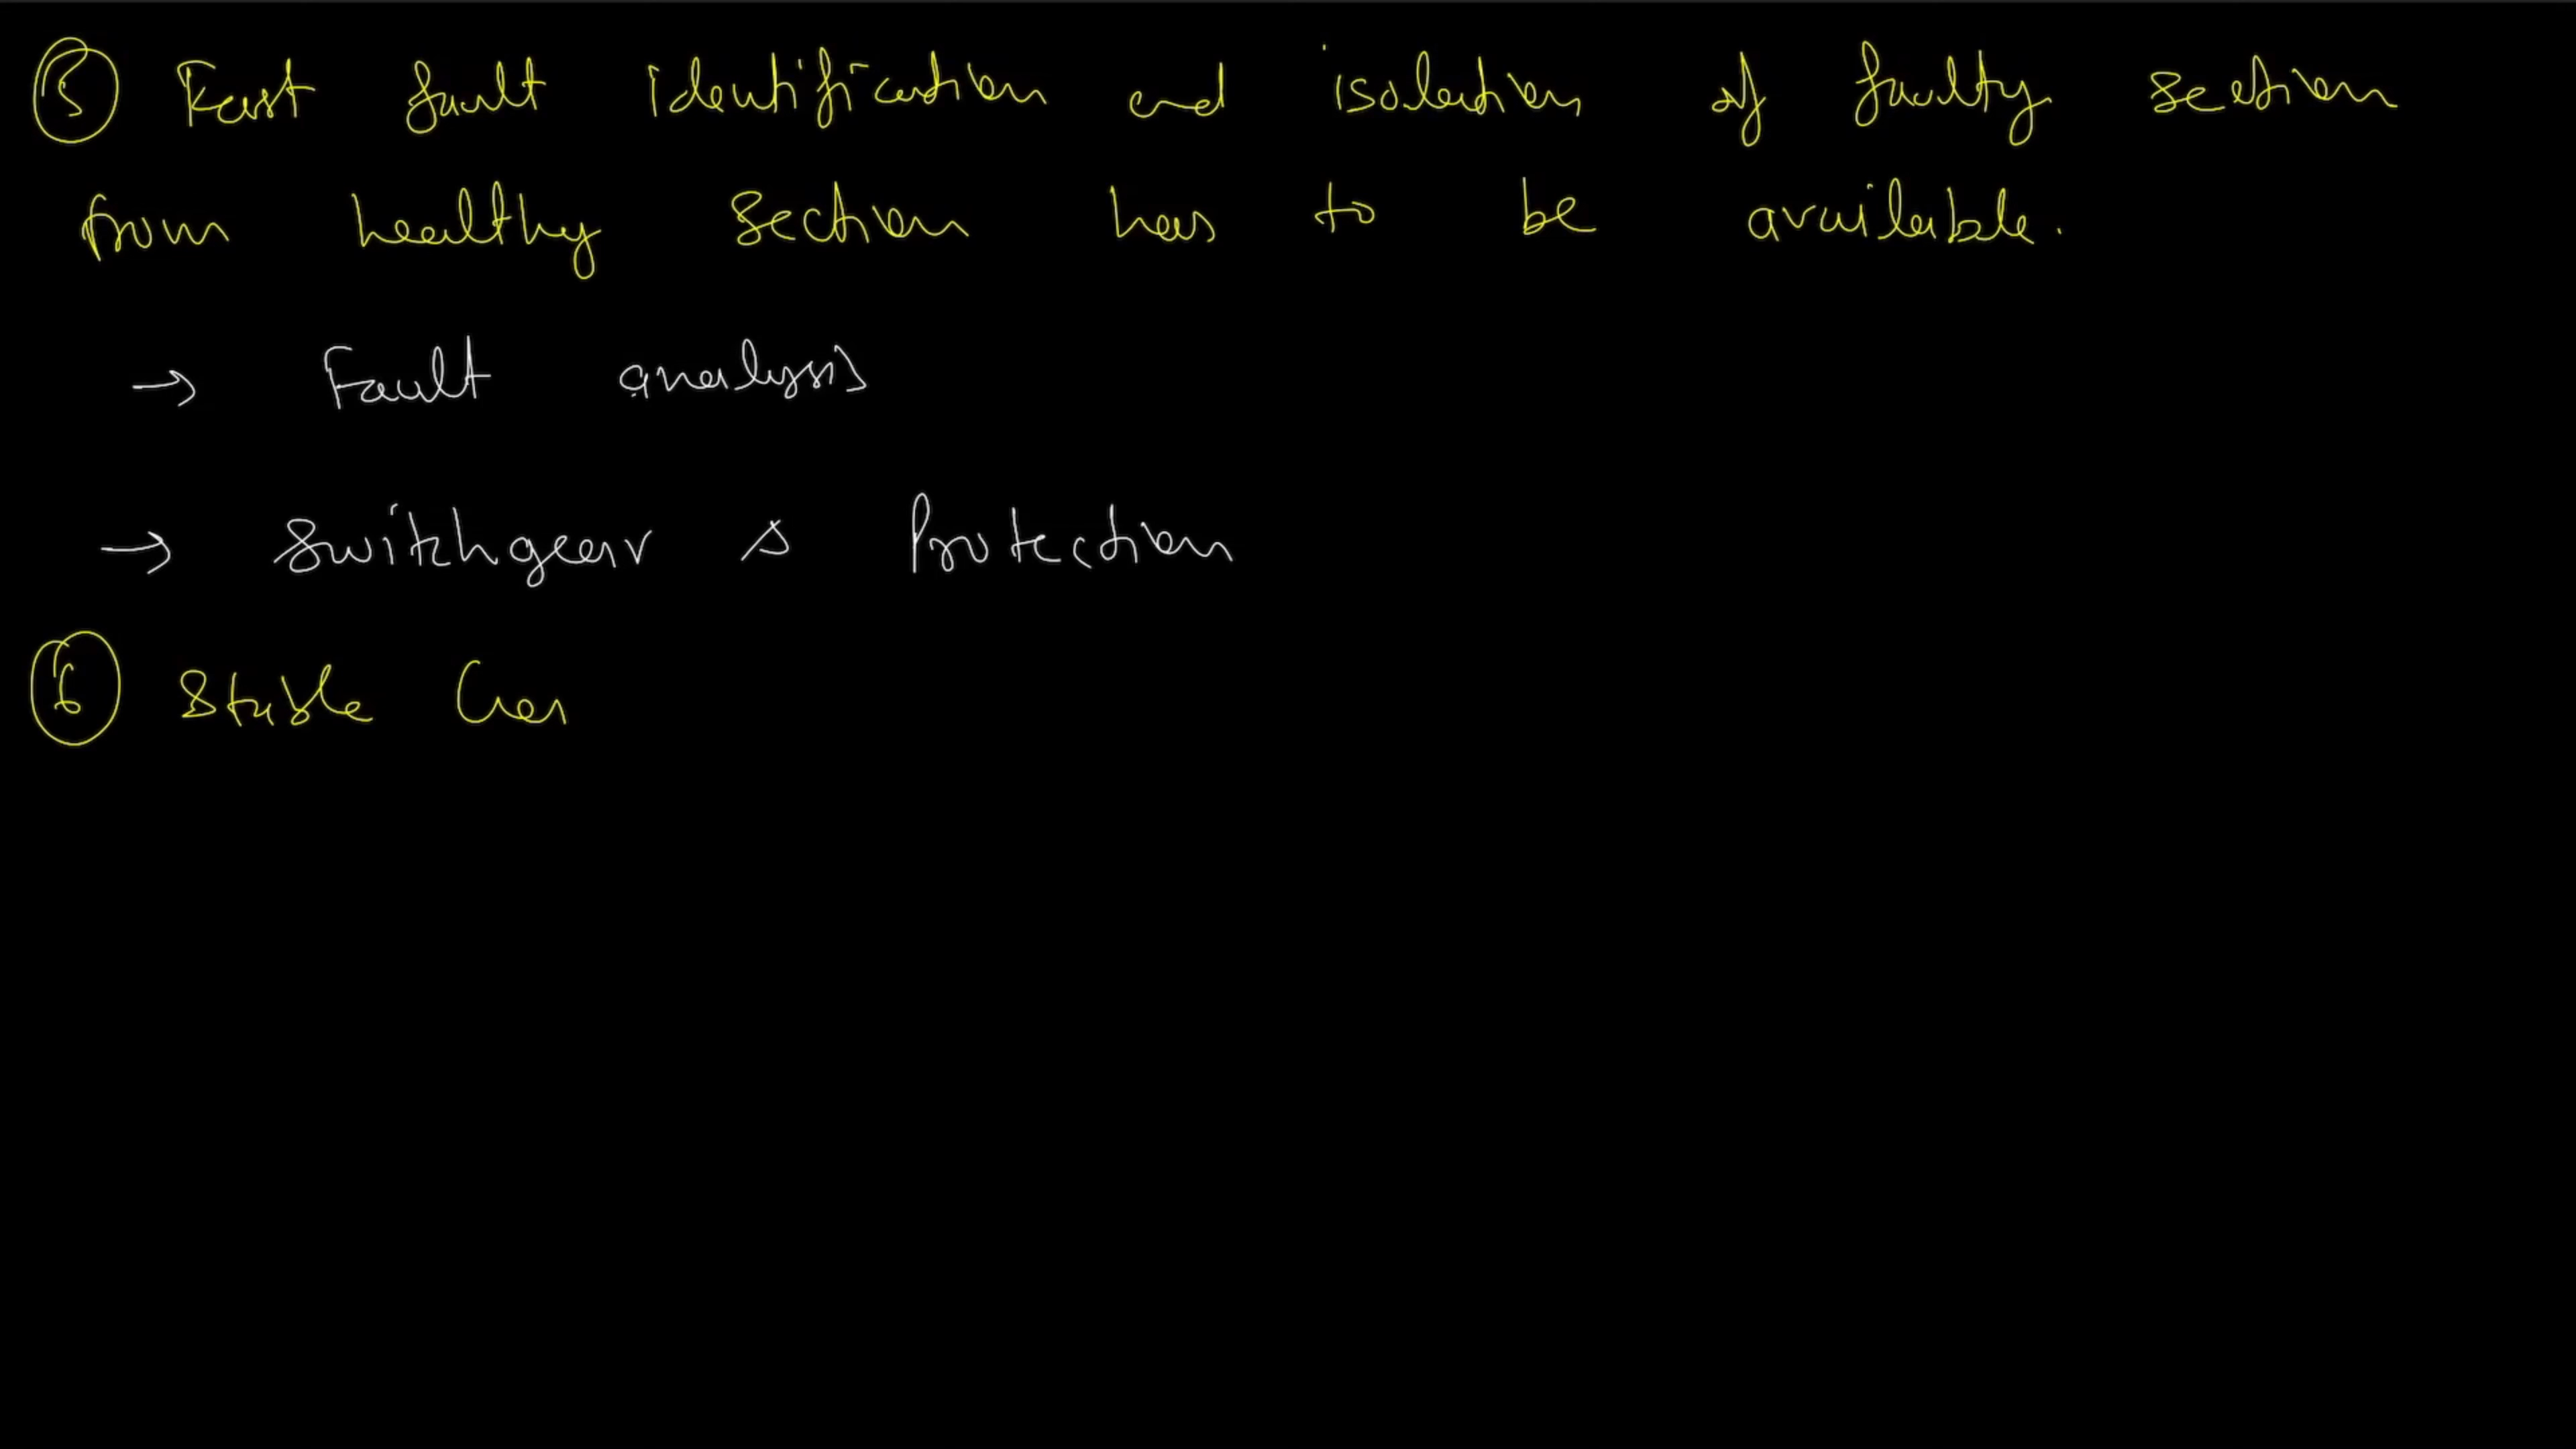 ⑤ Fast fault identification and isolation of faulty section
from healthy section has to be available.
→ Fault analysis
→ Switchgear & Protection
⑥ Stable